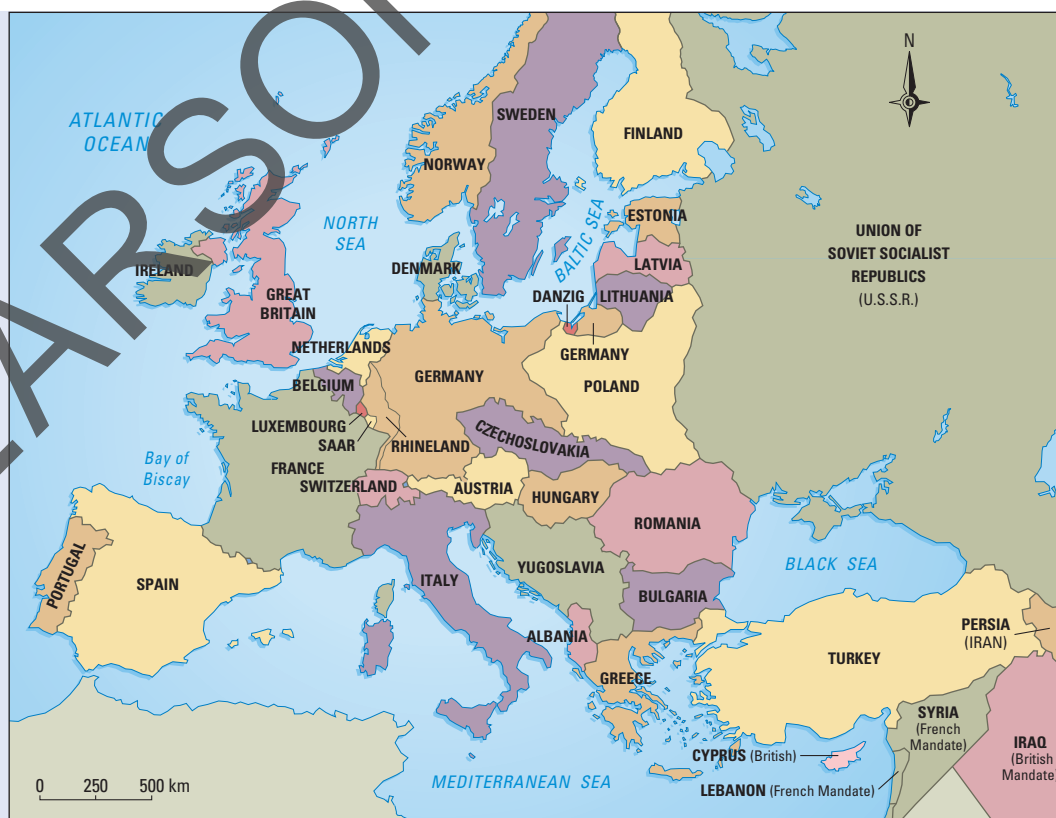 N
ATLANTIC
OCEAN
SWEDEN
FINLAND
NORWAY
NORTH
SEA
BALTIC SEA
ESTONIA
UNION OF
SOVIET SOCIALIST
REPUBLICS
(U.S.S.R.)
IRELAND
DENMARK
LATVIA
GREAT
BRITAIN
DANZIG
LITHUANIA
NETHERLANDS
GERMANY
GERMANY
POLAND
BELGIUM
LUXEMBOURG
SAAR
RHINELAND
CZECHOSLOVAKIA
Bay of
Biscay
FRANCE
SWITZERLAND
AUSTRIA
HUNGARY
ROMANIA
PORTUGAL
SPAIN
ITALY
YUGOSLAVIA
BLACK SEA
BULGARIA
ALBANIA
PERSIA
(IRAN)
TURKEY
GREECE
SYRIA
(French
Mandate)
IRAQ
(British
Mandate)
CYPRUS (British)
LEBANON (French Mandate)
MEDITERRANEAN SEA
0 250 500 km